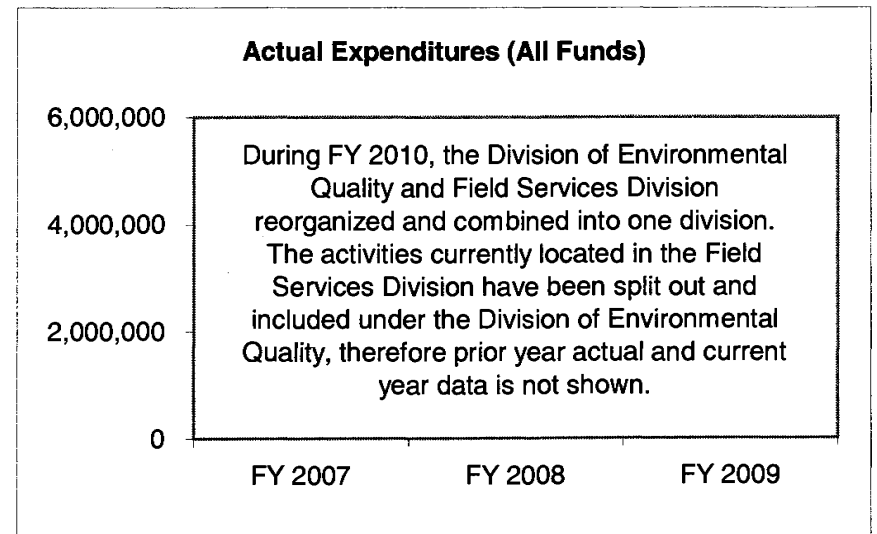 Actual Expenditures (All Funds)
6,000,000
4,000,000
2,000,000
0
During FY 2010, the Division of Environmental
Quality and Field Services Division
reorganized and combined into one division.
The activities currently located in the Field
Services Division have been split out and
included under the Division of Environmental
Quality, therefore prior year actual and current
year data is not shown.
FY 2007 FY 2008 FY 2009